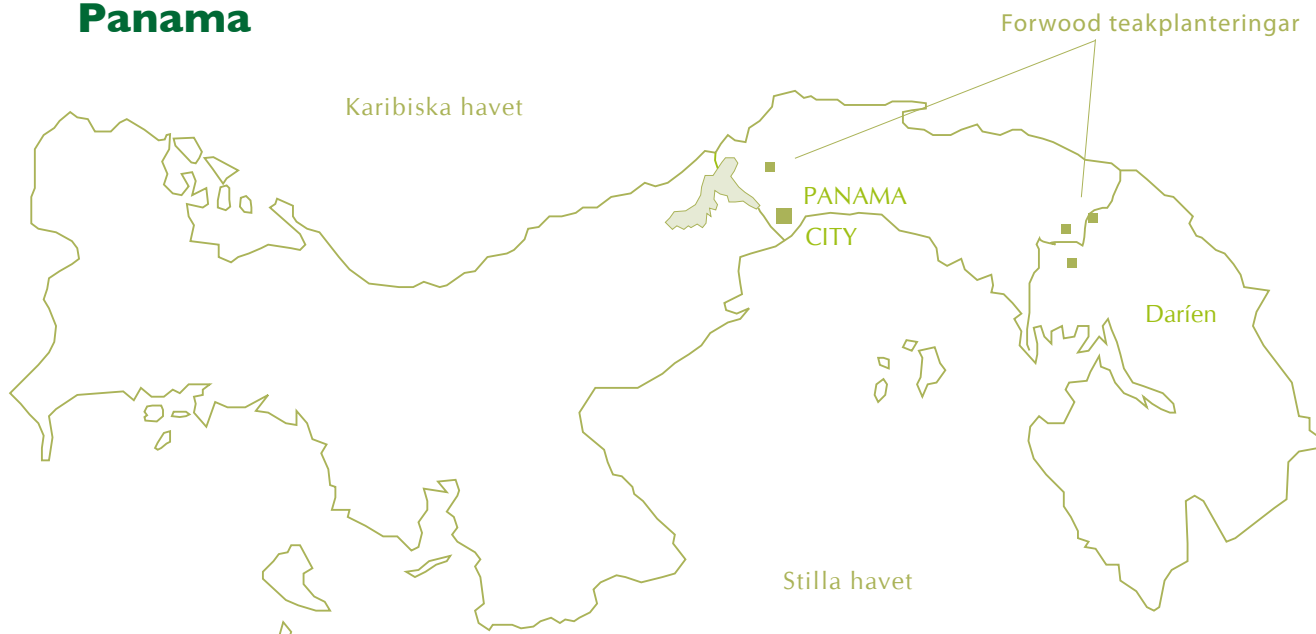 Panama
Forwood teakplanteringar
Karibiska havet
PANAMA
CITY
Daríen
Stilla havet